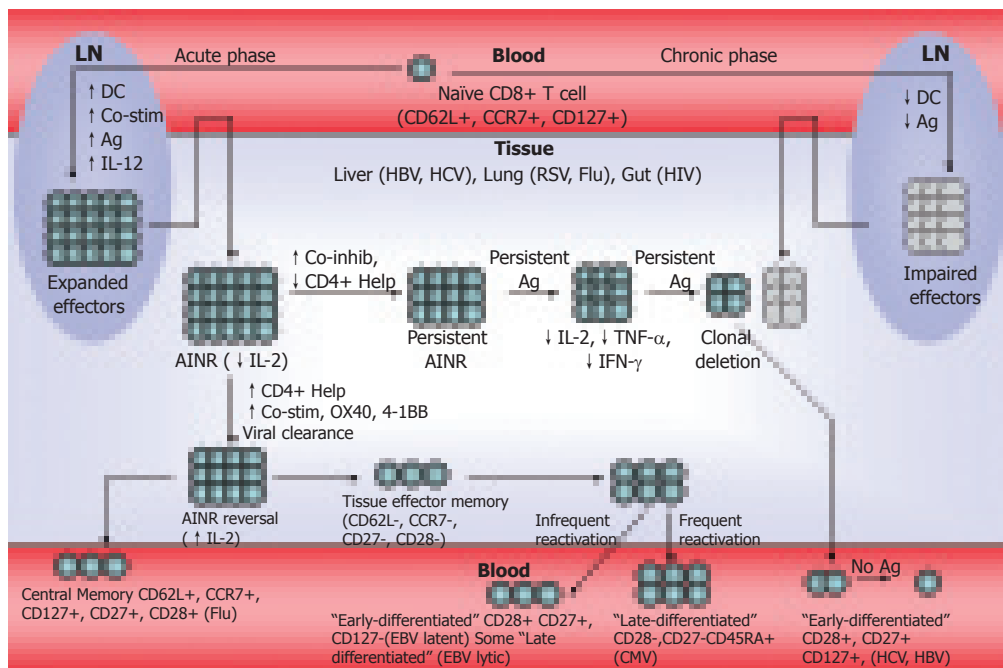 LN
Acute phase
Blood
Chronic phase
LN
↑ DC
↑ Co-stim
↑ Ag
↑ IL-12
Naïve CD8+ T cell
(CD62L+, CCR7+, CD127+)
↓ DC
↓ Ag
Tissue
Liver (HBV, HCV), Lung (RSV, Flu), Gut (HIV)
Expanded
effectors
Impaired
effectors
↑ Co-inhib,
↓ CD4+ Help
Persistent
Ag
Persistent
Ag
AINR ( ↓ IL-2)
Persistent
AINR
↓ IL-2, ↓ TNF-α,
↓ IFN-γ
Clonal
deletion
↑ CD4+ Help
↑ Co-stim, OX40, 4-1BB
Viral clearance
AINR reversal
( ↑ IL-2)
Tissue effector memory
(CD62L-, CCR7-,
CD27-, CD28-)
Infrequent
reactivation
Frequent
reactivation
Blood
No Ag
Central Memory CD62L+, CCR7+,
CD127+, CD27+, CD28+ (Flu)
"Early-differentiated" CD28+ CD27+,
CD127-(EBV latent) Some "Late
differentiated" (EBV lytic)
"Late-differentiated"
CD28-,CD27-CD45RA+
(CMV)
"Early-differentiated"
CD28+, CD27+
CD127+, (HCV, HBV)